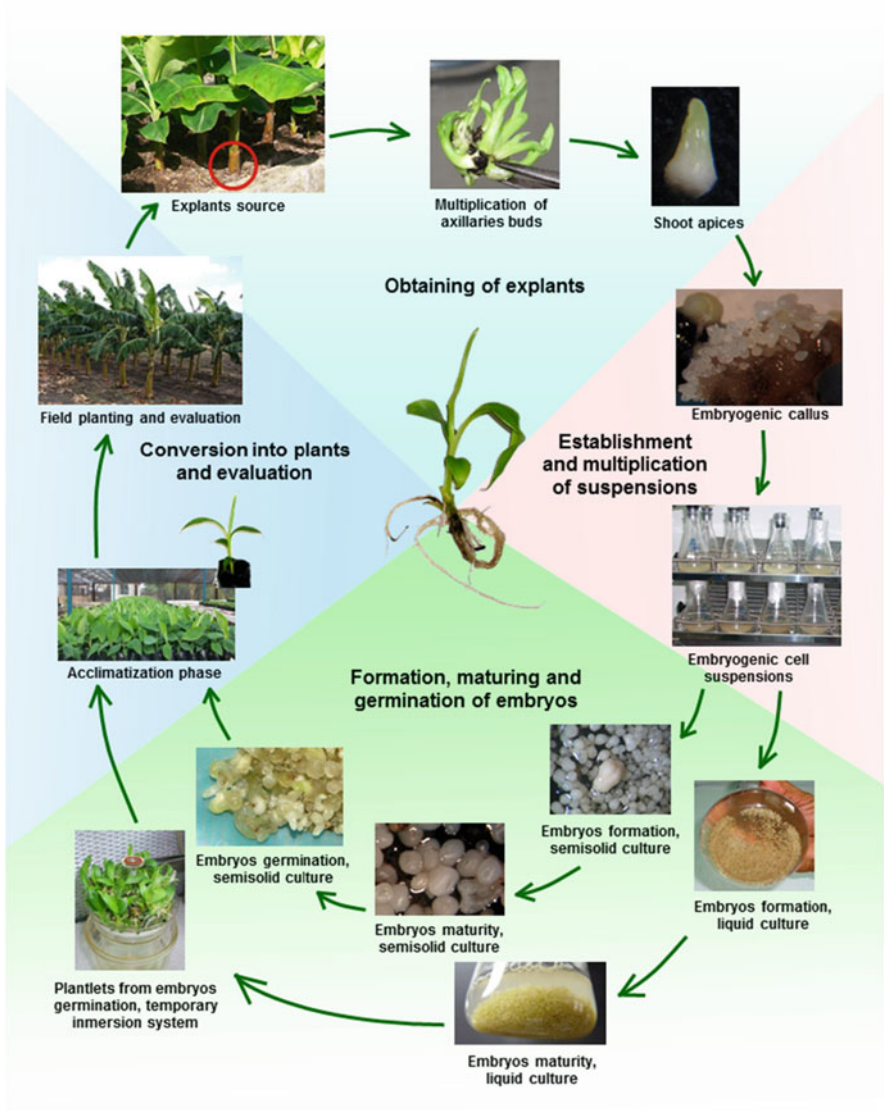 Explants source
Multiplication of
axillaries buds
Shoot apices
Obtaining of explants
Embryogenic callus
Field planting and evaluation
Conversion into plants
and evaluation
Establishment
and multiplication
of suspensions
Embryogenic cell
suspensions
Acclimatization phase
Formation, maturing and
germination of embryos
Embryos formation,
semisolid culture
Embryos germination,
semisolid culture
Embryos formation,
liquid culture
Embryos maturity,
semisolid culture
Plantlets from embryos
germination, temporary
inmersion system
Embryos maturity,
liquid culture